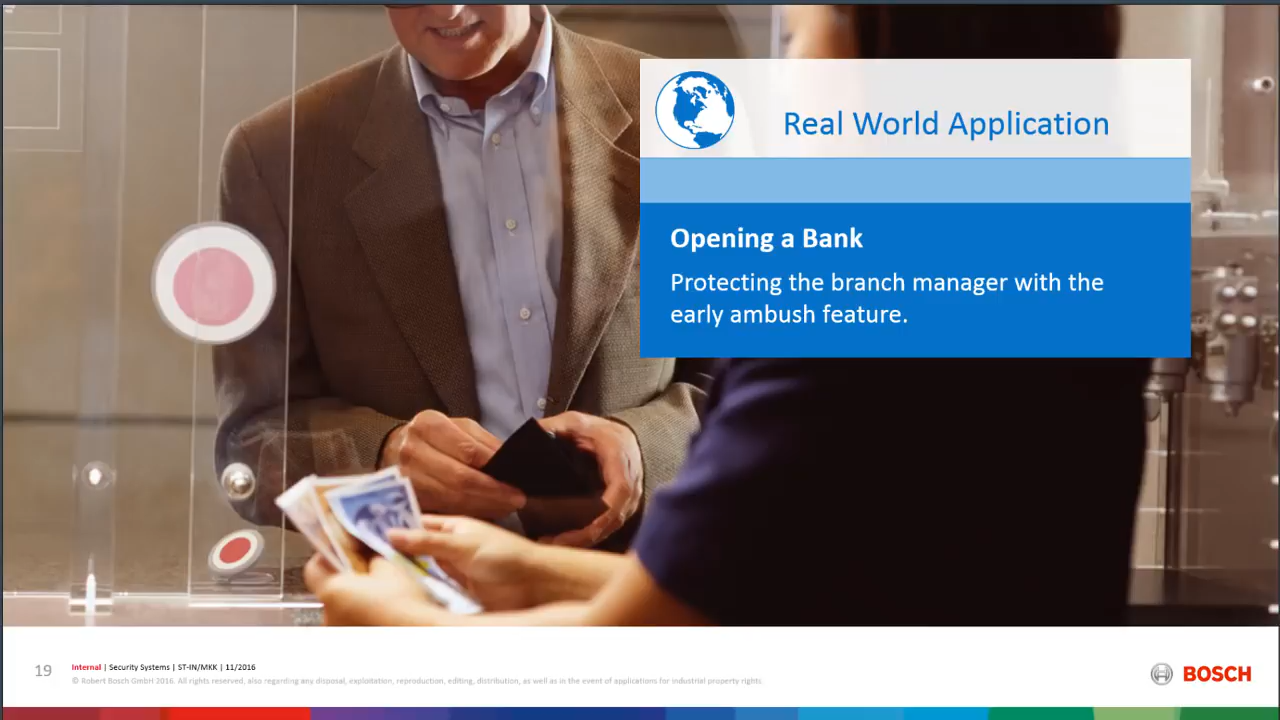 Real World Application
Opening a Bank
Protecting the branch manager with the
early ambush feature.
19
Internal | Security Systems | ST-IN/MKK | 11/2016
© Robert Bosch GmbH 2016. All rights reserved, also regarding any disposal, exploitation, reproduction, editing, distribution, as well as in the event of applications for industrial property rights.
BOSCH